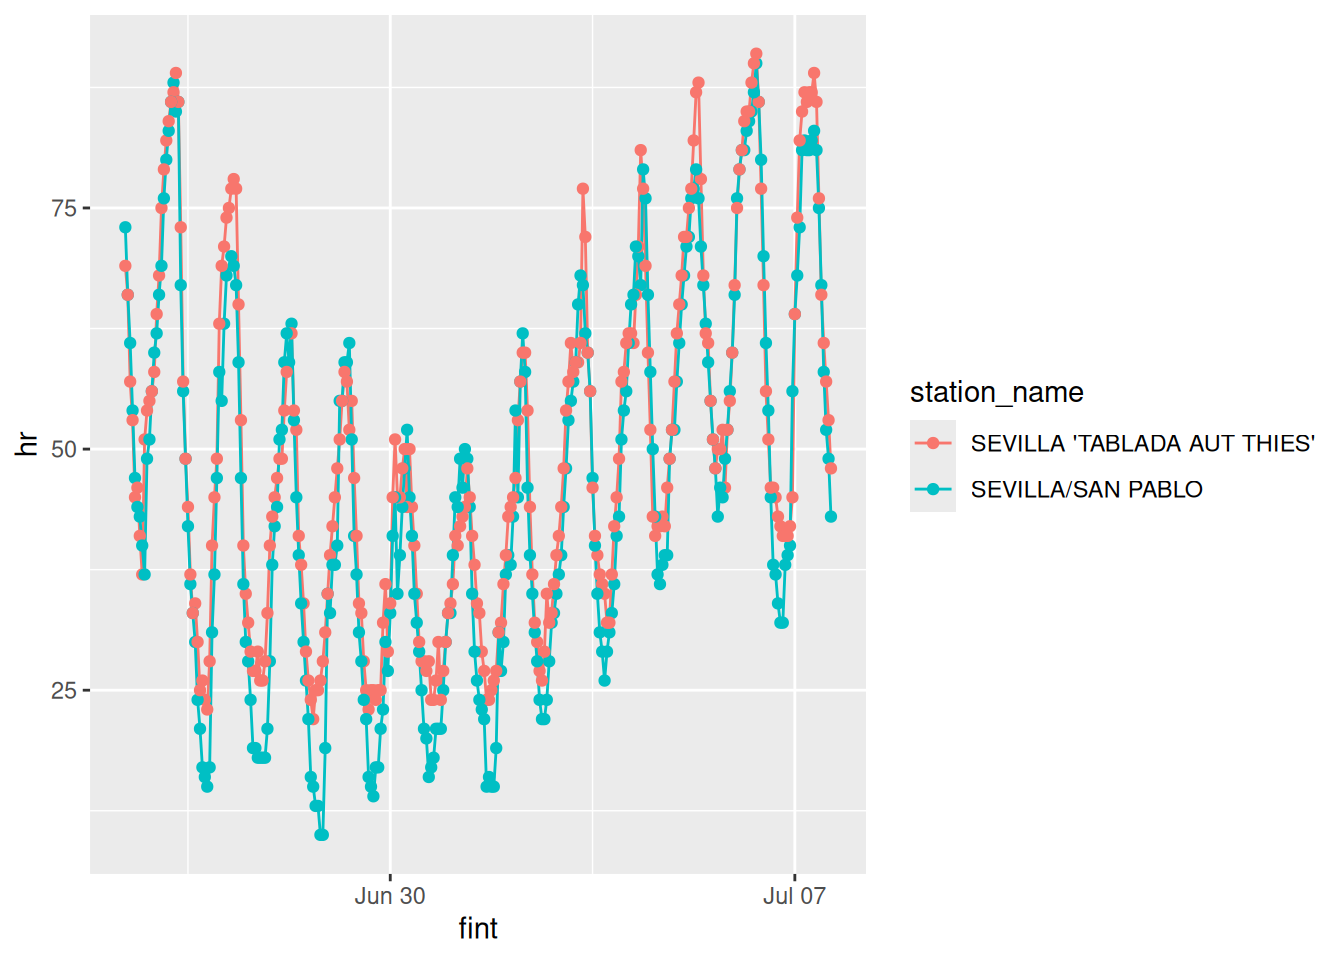 75
50
25
hr
Jun 30
Jul 07
fint
station_name
SEVILLA 'TABLADA AUT THIES'
SEVILLA/SAN PABLO